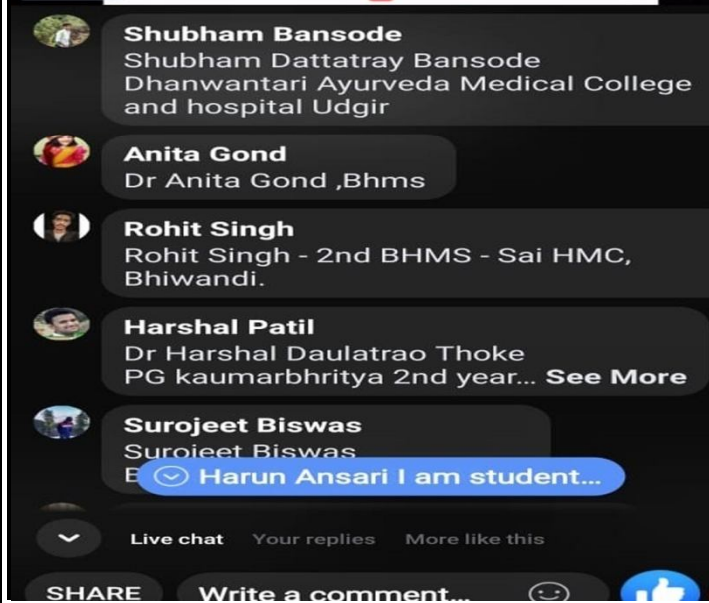 Shubham Bansode
Shubham Dattatray Bansode
Dhanwantari Ayurveda Medical College
and hospital Udgir
Anita Gond
Dr Anita Gond ,Bhms
Rohit Singh
Rohit Singh - 2nd BHMS - Sai HMC,
Bhiwandi.
Harshal Patil
Dr Harshal Daulatrao Thoke
PG kaumarbhritya 2nd year... See More
Surojeet Biswas
Surojeet Biswas
Harun Ansari I am student...
Live chat Your replies More like this
SHARE Write a comment...